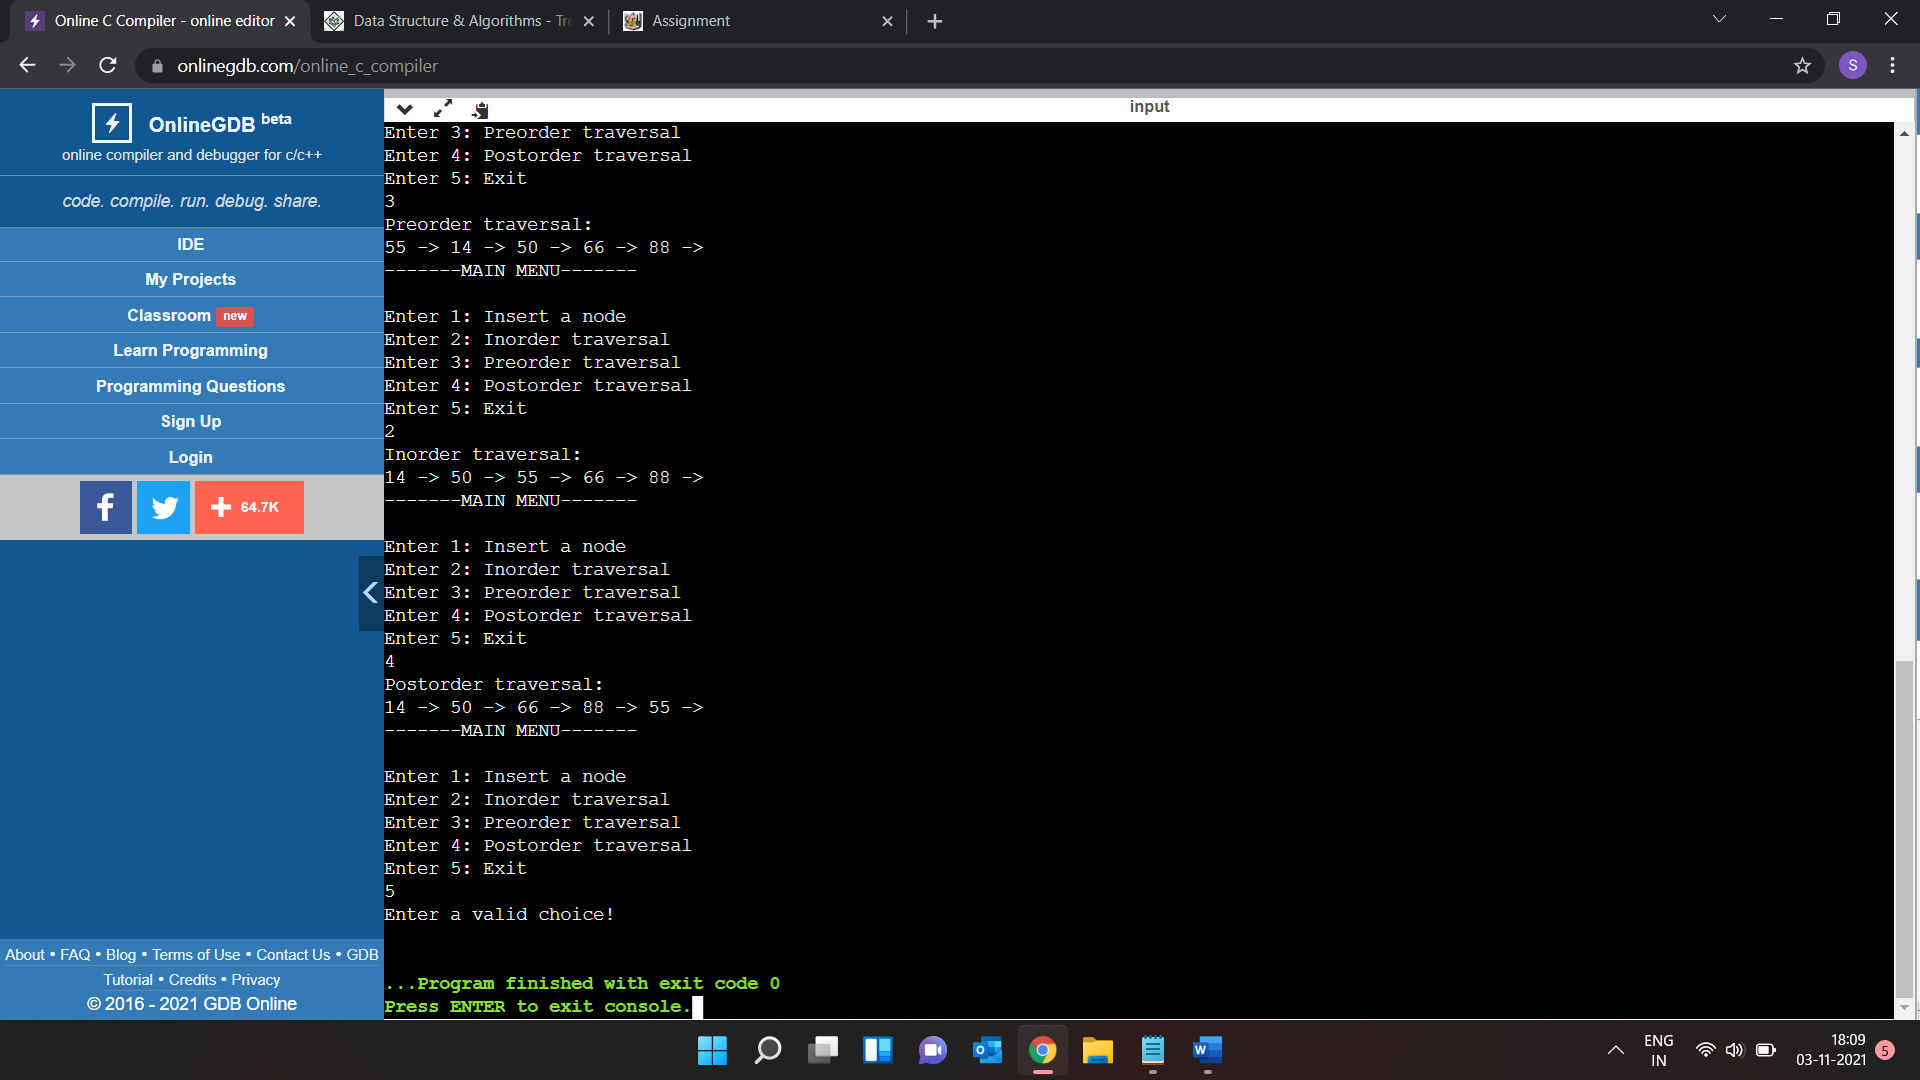 Online C Compiler - online editor
Data Structure & Algorithms - Tre
Assignment
onlinegdb.com/online_c_compiler
S
OnlineGDB beta
online compiler and debugger for c/c++
code. compile. run. debug. share.
IDE
My Projects
Classroom new
Learn Programming
Programming Questions
Sign Up
Login
f
+ 64.7K
About • FAQ • Blog • Terms of Use • Contact Us • GDB
Tutorial • Credits • Privacy
© 2016 - 2021 GDB Online
input
Enter 3: Preorder traversal
Enter 4: Postorder traversal
Enter 5: Exit
3
Preorder traversal:
55 -> 14 -> 50 -> 66 -> 88 ->
-------MAIN MENU-------
Enter 1: Insert a node
Enter 2: Inorder traversal
Enter 3: Preorder traversal
Enter 4: Postorder traversal
Enter 5: Exit
2
Inorder traversal:
14 -> 50 -> 55 -> 66 -> 88 ->
-------MAIN MENU-------
Enter 1: Insert a node
Enter 2: Inorder traversal
Enter 3: Preorder traversal
Enter 4: Postorder traversal
Enter 5: Exit
4
Postorder traversal:
14 -> 50 -> 66 -> 88 -> 55 ->
-------MAIN MENU-------
Enter 1: Insert a node
Enter 2: Inorder traversal
Enter 3: Preorder traversal
Enter 4: Postorder traversal
Enter 5: Exit
5
Enter a valid choice!
...Program finished with exit code 0
Press ENTER to exit console.
ENG
IN
18:09
03-11-2021
5